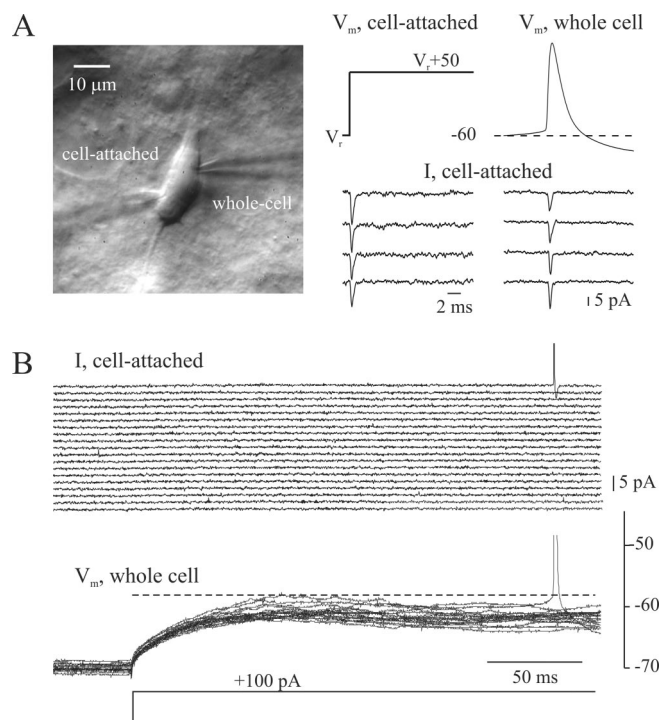 A
10 μm
cell-attached
whole-cell
Vm, cell-attached
Vr+50
Vr
Vm, whole cell
-60
I, cell-attached
2 ms
5 pA
B
I, cell-attached
5 pA
-50
Vm, whole cell
-60
50 ms
-70
+100 pA